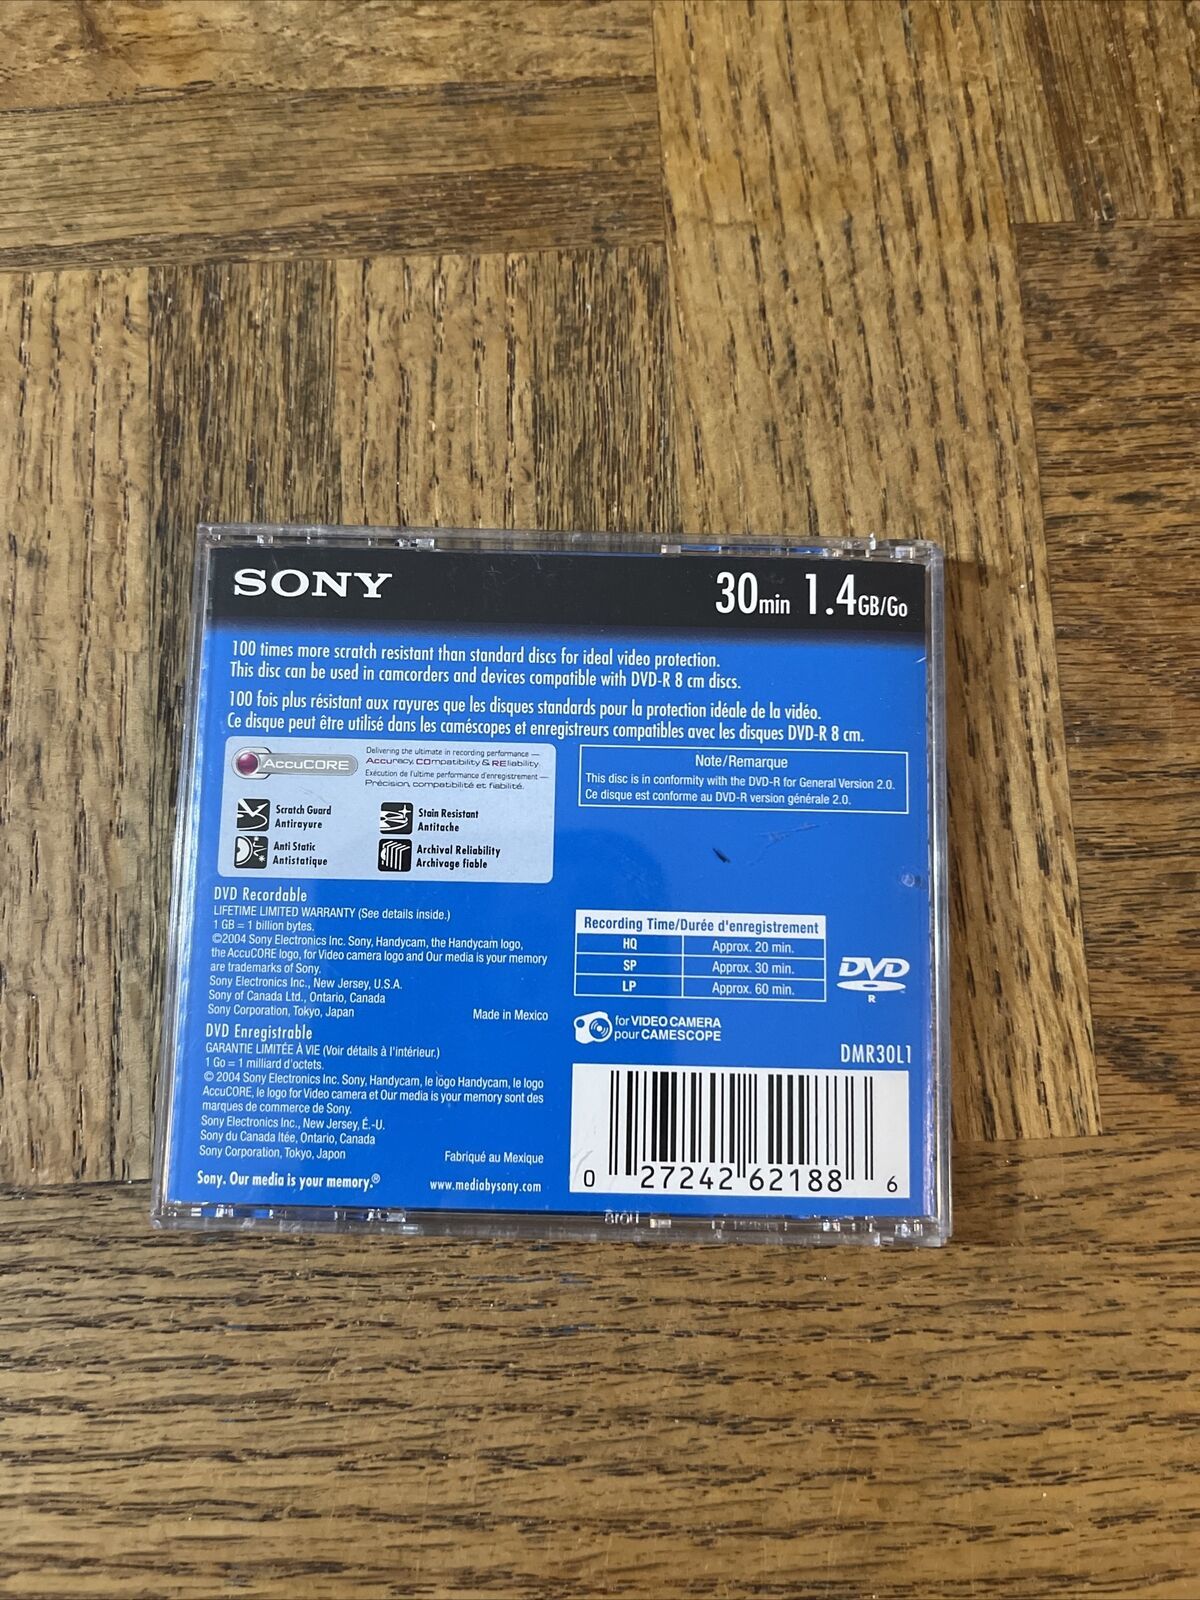 SONY
30min 1.4GB/Go
100 times more scratch resistant than standard discs for ideal video protection.
This disc can be used in camcorders and devices compatible with DVD-R 8 cm discs.
100 fois plus résistant aux rayures que les disques standards pour la protection idéale de la vidéo.
Ce disque peut être utilisé dans les caméscopes et enregistreurs compatibles avec les disques DVD-R 8 cm.
AccuCORE
Delivering the ultimate in recording performance —
Accuracy, COmpatibility & REliability.
Exécution de l'ultime performance d'enregistrement —
Précision, compatibilité et fiabilité.
Scratch Guard
Antirayure
Stain Resistant
Antitache
Anti Static
Antistatique
Archival Reliability
Archivage fiable
Note/Remarque
This disc is in conformity with the DVD-R for General Version 2.0.
Ce disque est conforme au DVD-R version générale 2.0.
DVD Recordable
LIFETIME LIMITED WARRANTY (See details inside.)
1 GB = 1 billion bytes.
©2004 Sony Electronics Inc. Sony, Handycam, the Handycam logo,
the AccuCORE logo, for Video camera logo and Our media is your memory
are trademarks of Sony.
Sony Electronics Inc., New Jersey, U.S.A.
Sony of Canada Ltd., Ontario, Canada
Sony Corporation, Tokyo, Japan
Made in Mexico
DVD Enregistrable
GARANTIE LIMITÉE À VIE (Voir détails à l'intérieur.)
1 Go = 1 milliard d'octets.
© 2004 Sony Electronics Inc. Sony, Handycam, le logo Handycam, le logo
AccuCORE, le logo for Video camera et Our media is your memory sont des
marques de commerce de Sony.
Sony Electronics Inc., New Jersey, É.-U.
Sony du Canada ltée, Ontario, Canada
Sony Corporation, Tokyo, Japon
Fabriqué au Mexique
Sony. Our media is your memory.®
www.mediabysony.com
Recording Time/Durée d'enregistrement
HQ Approx. 20 min.
SP Approx. 30 min.
LP Approx. 60 min.
DVD
R
for VIDEO CAMERA
pour CAMESCOPE
DMR30L1
0 27242 62188 6